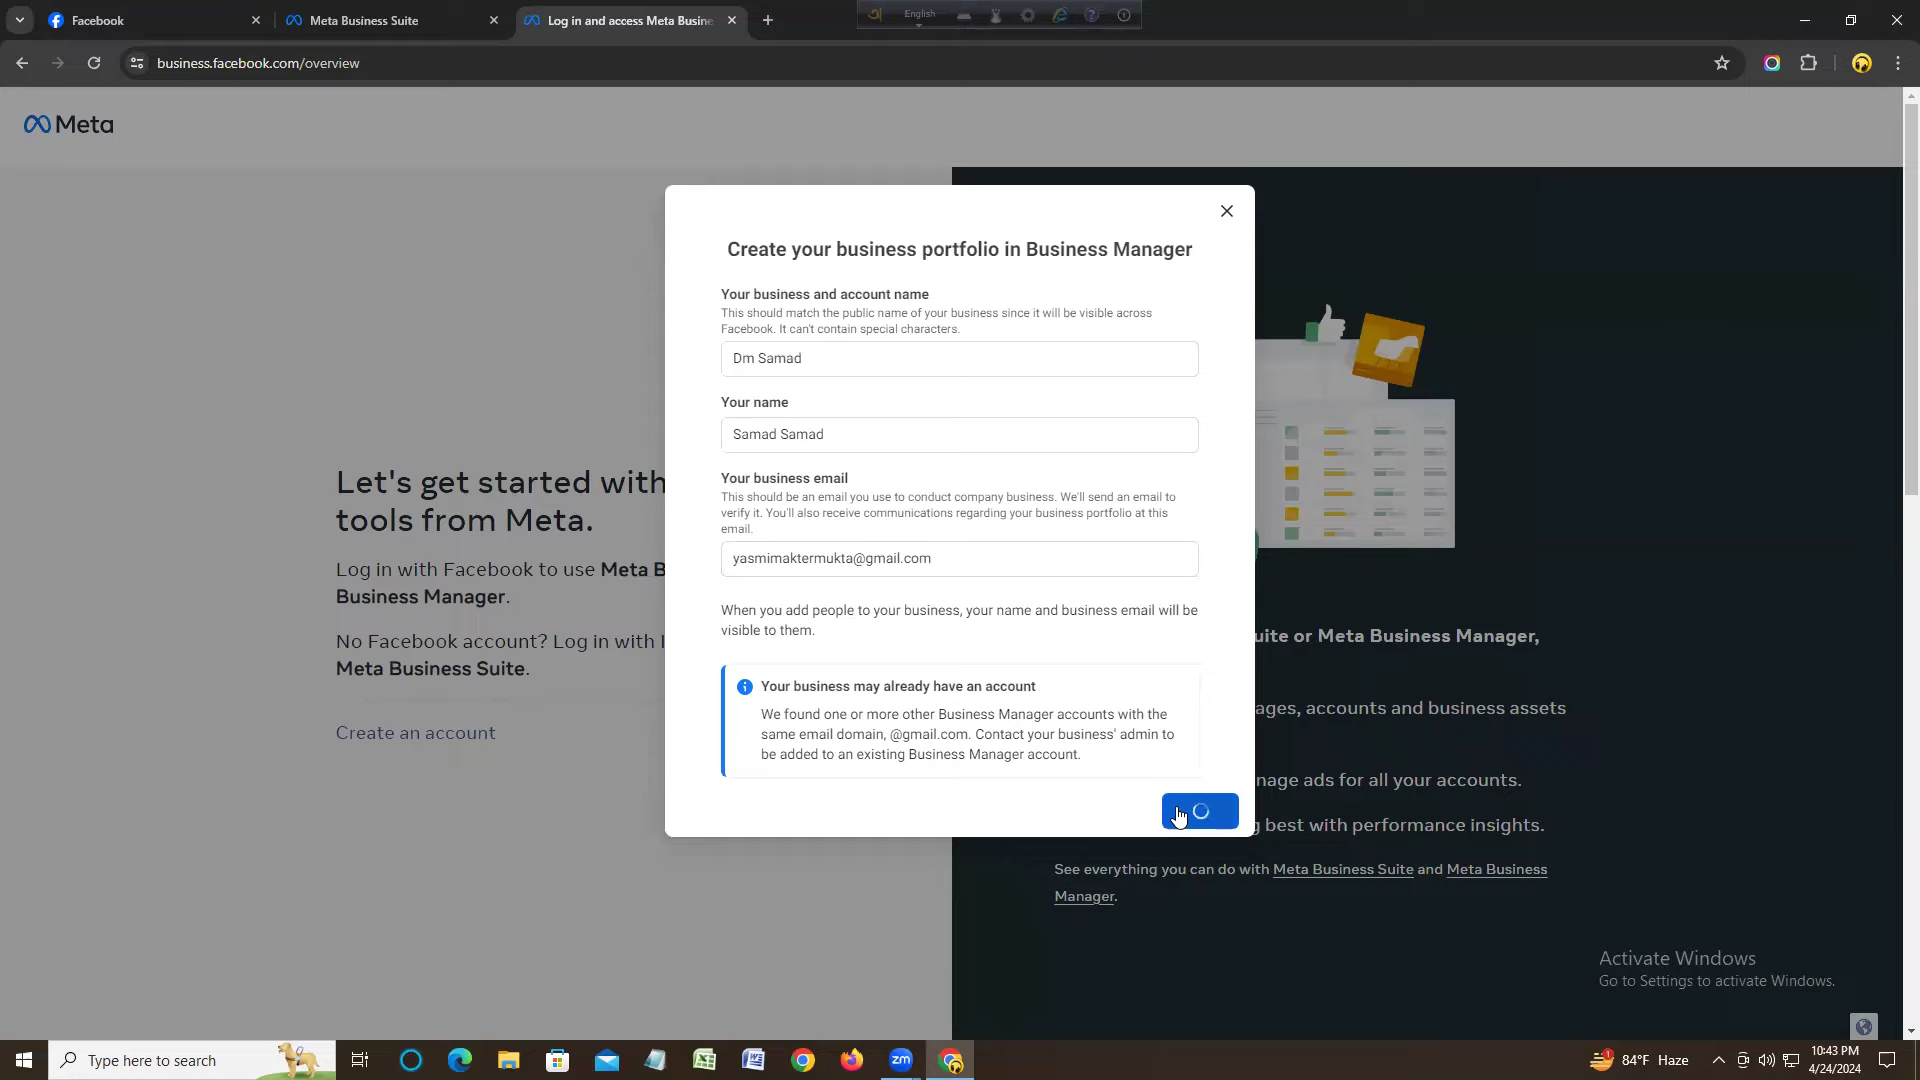 Facebook
Meta Business Suite
Log in and access Meta Busine
English
business.facebook.com/overview
Meta
Create your business portfolio in Business Manager
Your business and account name
This should match the public name of your business since it will be visible across
Facebook. It can't contain special characters.
Dm Samad
Your name
Samad Samad
Your business email
This should be an email you use to conduct company business. We'll send an email to
verify it. You'll also receive communications regarding your business portfolio at this
email.
yasmimaktermukta@gmail.com
When you add people to your business, your name and business email will be
visible to them.
Your business may already have an account
We found one or more other Business Manager accounts with the
same email domain, @gmail.com. Contact your business' admin to
be added to an existing Business Manager account.
Let's get started with
tools from Meta.
Log in with Facebook to use Meta B
Business Manager.
No Facebook account? Log in with I
Meta Business Suite.
Create an account
uite or Meta Business Manager,
ages, accounts and business assets
nage ads for all your accounts.
g best with performance insights.
See everything you can do with Meta Business Suite and Meta Business
Manager.
Activate Windows
Go to Settings to activate Windows.
Type here to search
zm
1
84°F Haze
10:43 PM
4/24/2024